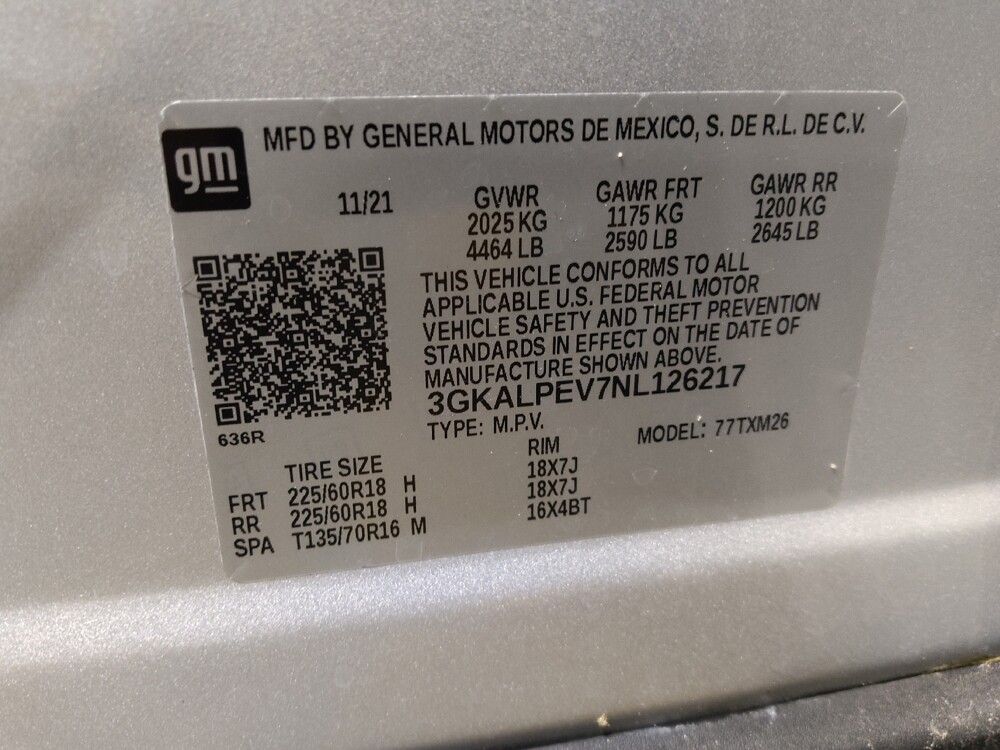 gm
MFD BY GENERAL MOTORS DE MEXICO, S. DE R.L. DE C.V.
11/21 GVWR GAWR FRT GAWR RR
2025 KG 1175 KG 1200 KG
4464 LB 2590 LB 2645 LB
THIS VEHICLE CONFORMS TO ALL
APPLICABLE U.S. FEDERAL MOTOR
VEHICLE SAFETY AND THEFT PREVENTION
STANDARDS IN EFFECT ON THE DATE OF
MANUFACTURE SHOWN ABOVE.
3GKALPEV7NL126217
636R
TYPE: M.P.V. MODEL: 77TXM26
TIRE SIZE RIM
FRT 225/60R18 H 18X7J
RR 225/60R18 H 18X7J
SPA T135/70R16 M 16X4BT